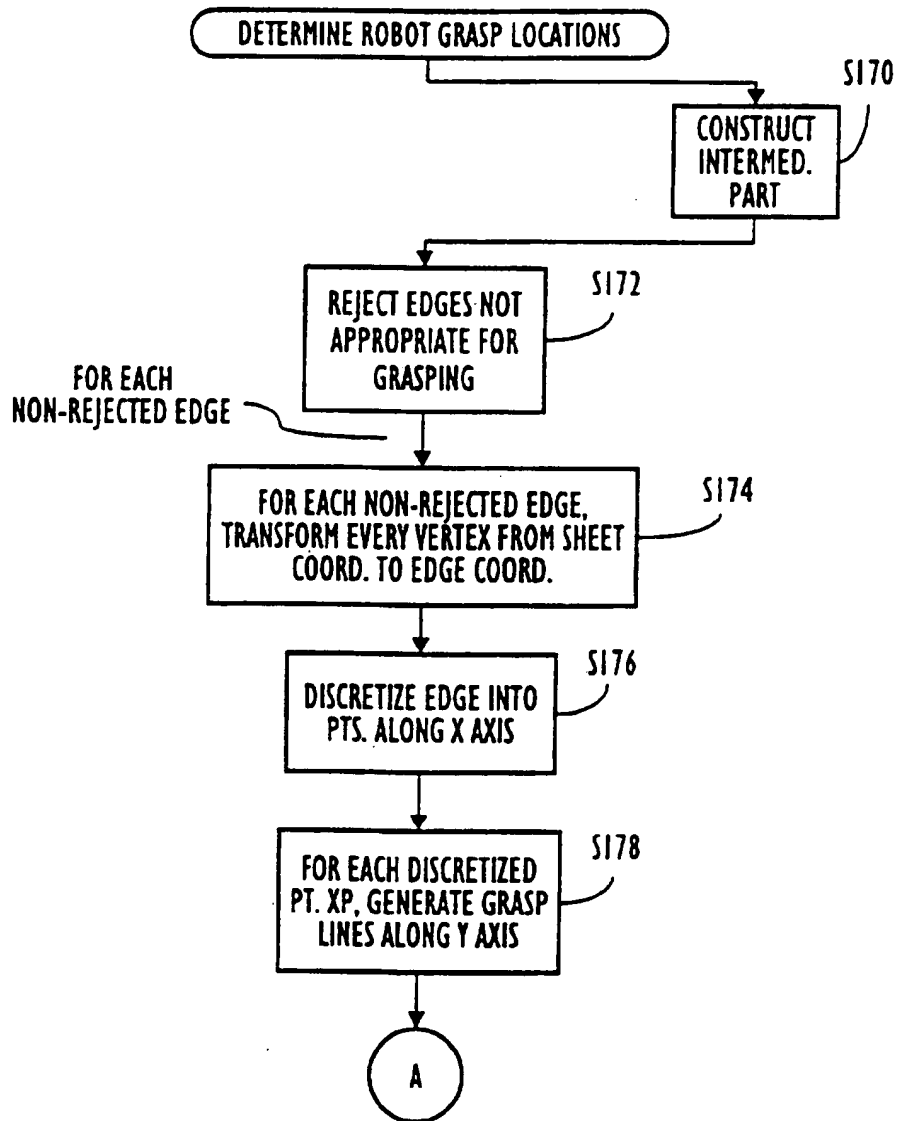 DETERMINE ROBOT GRASP LOCATIONS
S170
CONSTRUCT
INTERMED.
PART
S172
REJECT EDGES NOT
APPROPRIATE FOR
GRASPING
FOR EACH
NON-REJECTED EDGE
S174
FOR EACH NON-REJECTED EDGE,
TRANSFORM EVERY VERTEX FROM SHEET
COORD. TO EDGE COORD.
S176
DISCRETIZE EDGE INTO
PTS. ALONG X AXIS
S178
FOR EACH DISCRETIZED
PT. XP, GENERATE GRASP
LINES ALONG Y AXIS
A